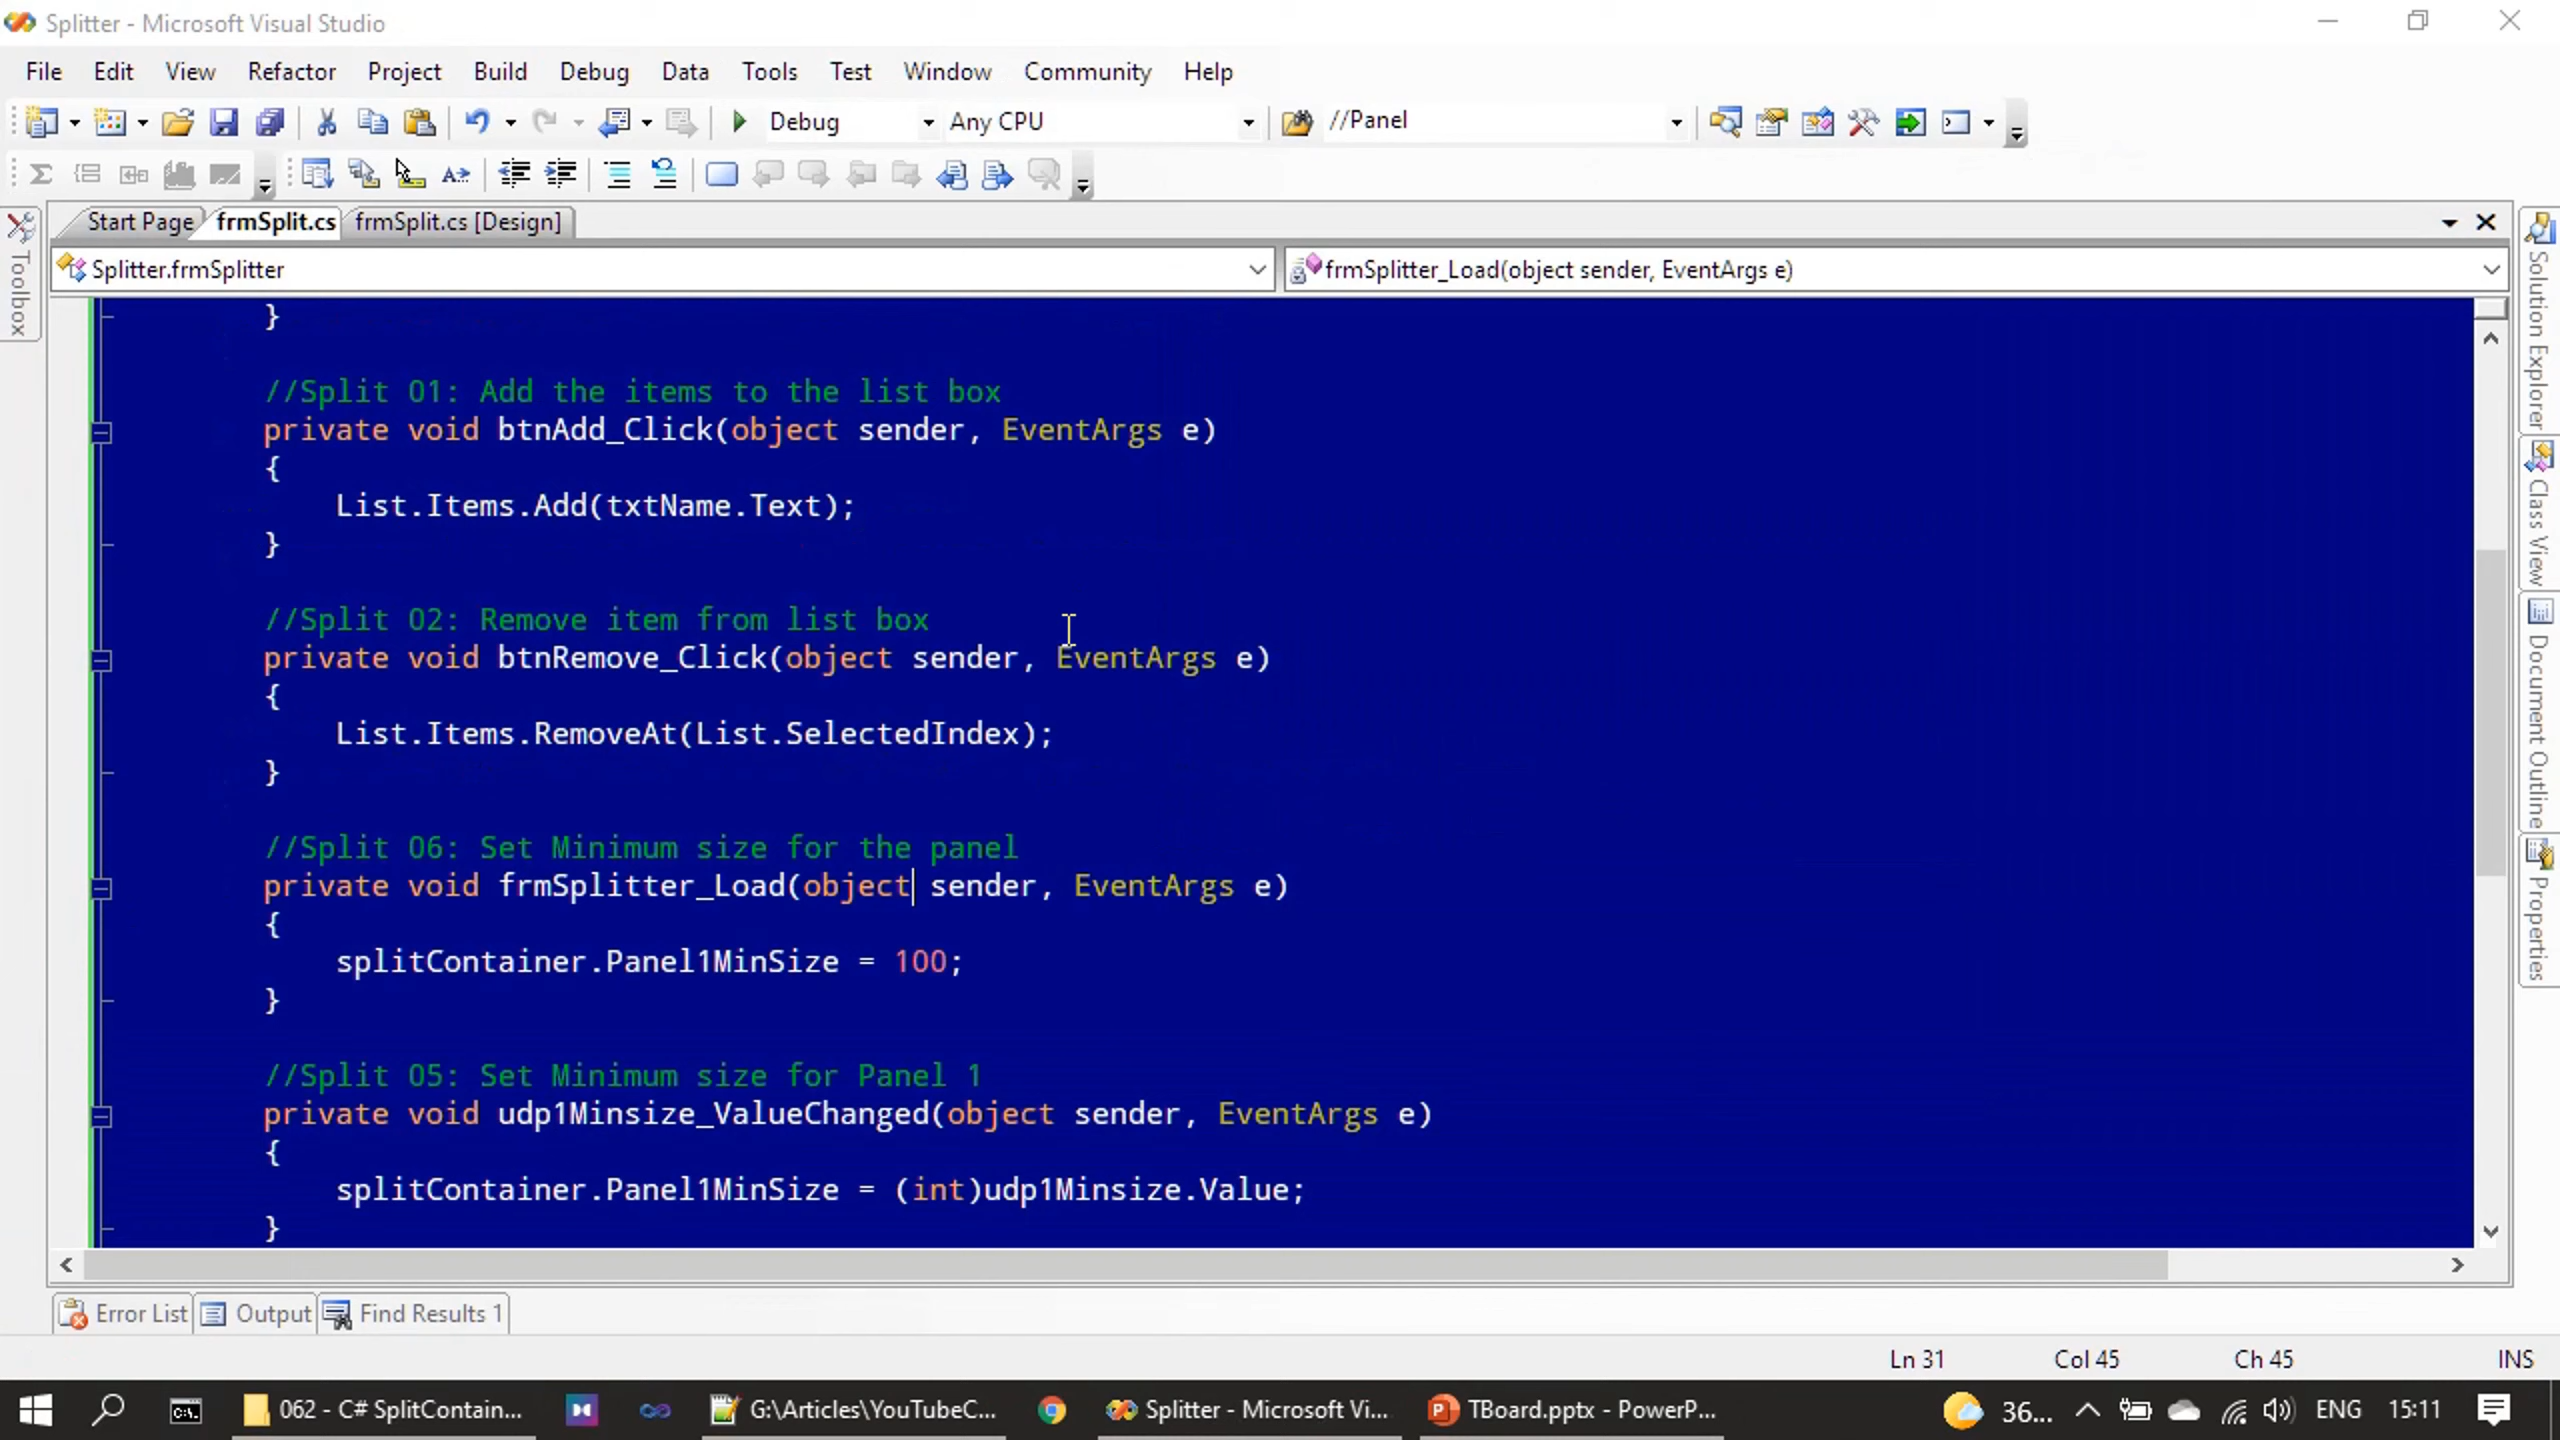 Splitter - Microsoft Visual Studio
File Edit View Refactor Project Build Debug Data Tools Test Window Community Help
Debug Any CPU //Panel
Start Page frmSplit.cs frmSplit.cs [Design]
Splitter.frmSplitter frmSplitter_Load(object sender, EventArgs e)
Toolbox
}
//Split 01: Add the items to the list box
private void btnAdd_Click(object sender, EventArgs e)
{
List.Items.Add(txtName.Text);
}
//Split 02: Remove item from list box
private void btnRemove_Click(object sender, EventArgs e)
{
List.Items.RemoveAt(List.SelectedIndex);
}
//Split 06: Set Minimum size for the panel
private void frmSplitter_Load(object sender, EventArgs e)
{
splitContainer.Panel1MinSize = 100;
}
//Split 05: Set Minimum size for Panel 1
private void udp1Minsize_ValueChanged(object sender, EventArgs e)
{
splitContainer.Panel1MinSize = (int)udp1Minsize.Value;
}
Solution Explorer
Class View
Document Outline
Properties
Error List Output Find Results 1
Ln 31 Col 45 Ch 45 INS
062 - C# SplitContain... G:\Articles\YouTubeC... Splitter - Microsoft Vi... TBoard.pptx - PowerP... 36... ENG 15:11